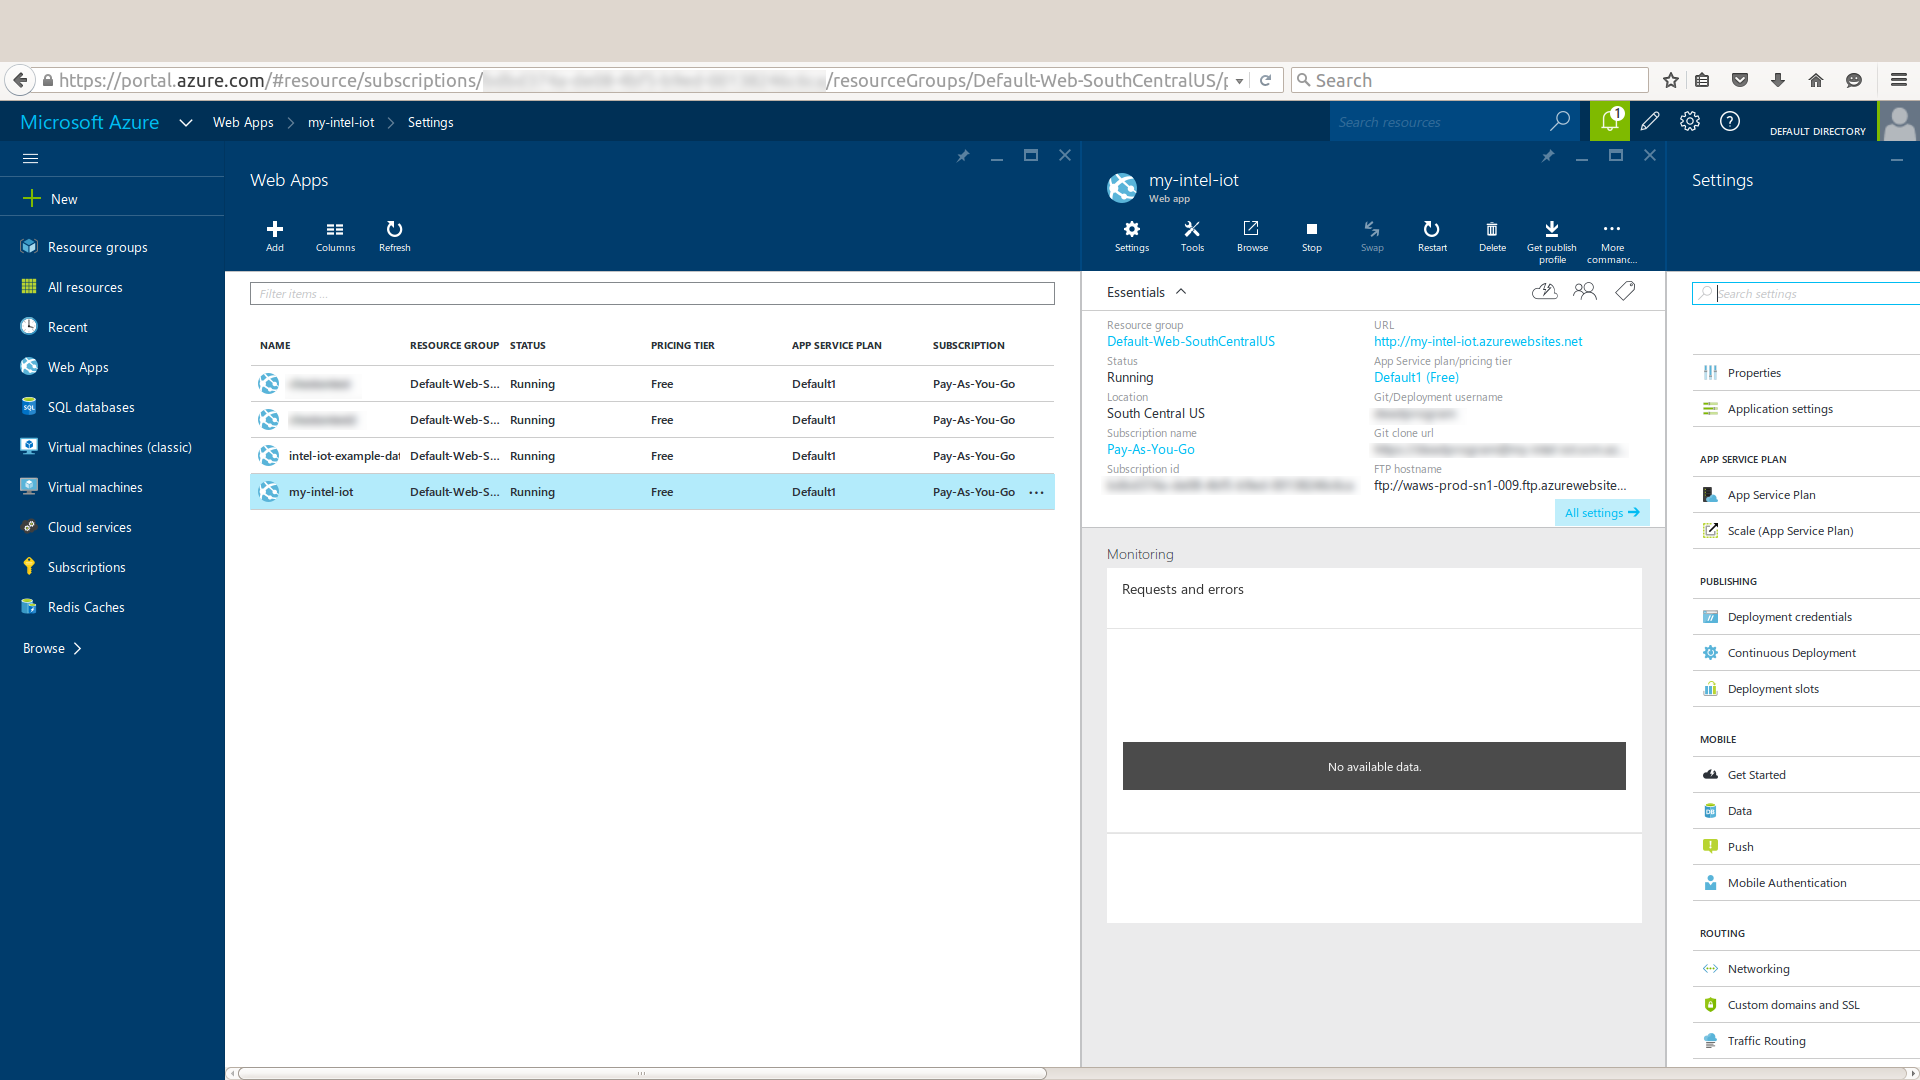 https://portal.azure.com/#resource/subscriptions/ /resourceGroups/Default-Web-SouthCentralUS/
Search
Microsoft Azure
Web Apps
my-intel-iot
Settings
Search resources
1
DEFAULT DIRECTORY
New
Resource groups
All resources
Recent
Web Apps
SQL databases
Virtual machines (classic)
Virtual machines
Cloud services
Subscriptions
Redis Caches
Browse
Web Apps
Add
Columns
Refresh
Filter items ...
NAME RESOURCE GROUP STATUS PRICING TIER APP SERVICE PLAN SUBSCRIPTION
Default-Web-S... Running Free Default1 Pay-As-You-Go
Default-Web-S... Running Free Default1 Pay-As-You-Go
intel-iot-example-dat Default-Web-S... Running Free Default1 Pay-As-You-Go
my-intel-iot Default-Web-S... Running Free Default1 Pay-As-You-Go ...
my-intel-iot
Web app
Settings
Tools
Browse
Stop
Swap
Restart
Delete
Get publish
profile
More
comman...
Essentials
Resource group
Default-Web-SouthCentralUS
Status
Running
Location
South Central US
Subscription name
Pay-As-You-Go
Subscription id
URL
http://my-intel-iot.azurewebsites.net
App Service plan/pricing tier
Default1 (Free)
Git/Deployment username
Git clone url
FTP hostname
ftp://waws-prod-sn1-009.ftp.azurewebsite...
All settings
Monitoring
Requests and errors
No available data.
Settings
Search settings
Properties
Application settings
APP SERVICE PLAN
App Service Plan
Scale (App Service Plan)
PUBLISHING
Deployment credentials
Continuous Deployment
Deployment slots
MOBILE
Get Started
Data
Push
Mobile Authentication
ROUTING
Networking
Custom domains and SSL
Traffic Routing